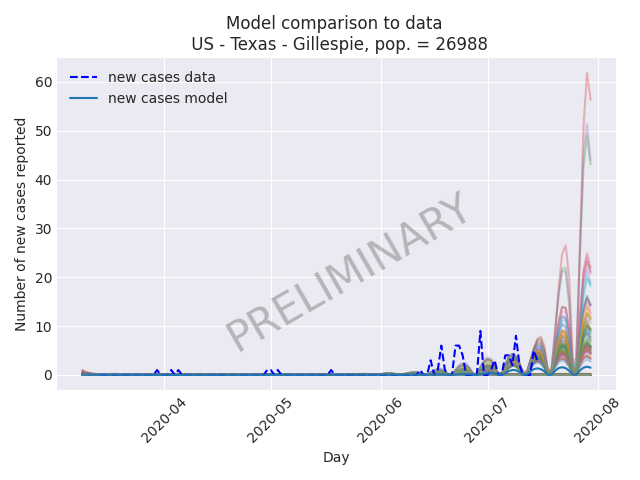 Model comparison to data
US - Texas - Gillespie, pop. = 26988
new cases data
new cases model
Number of new cases reported
60
50
40
30
20
10
0
PRELIMINARY
2020-04
2020-05
2020-06
2020-07
2020-08
Day